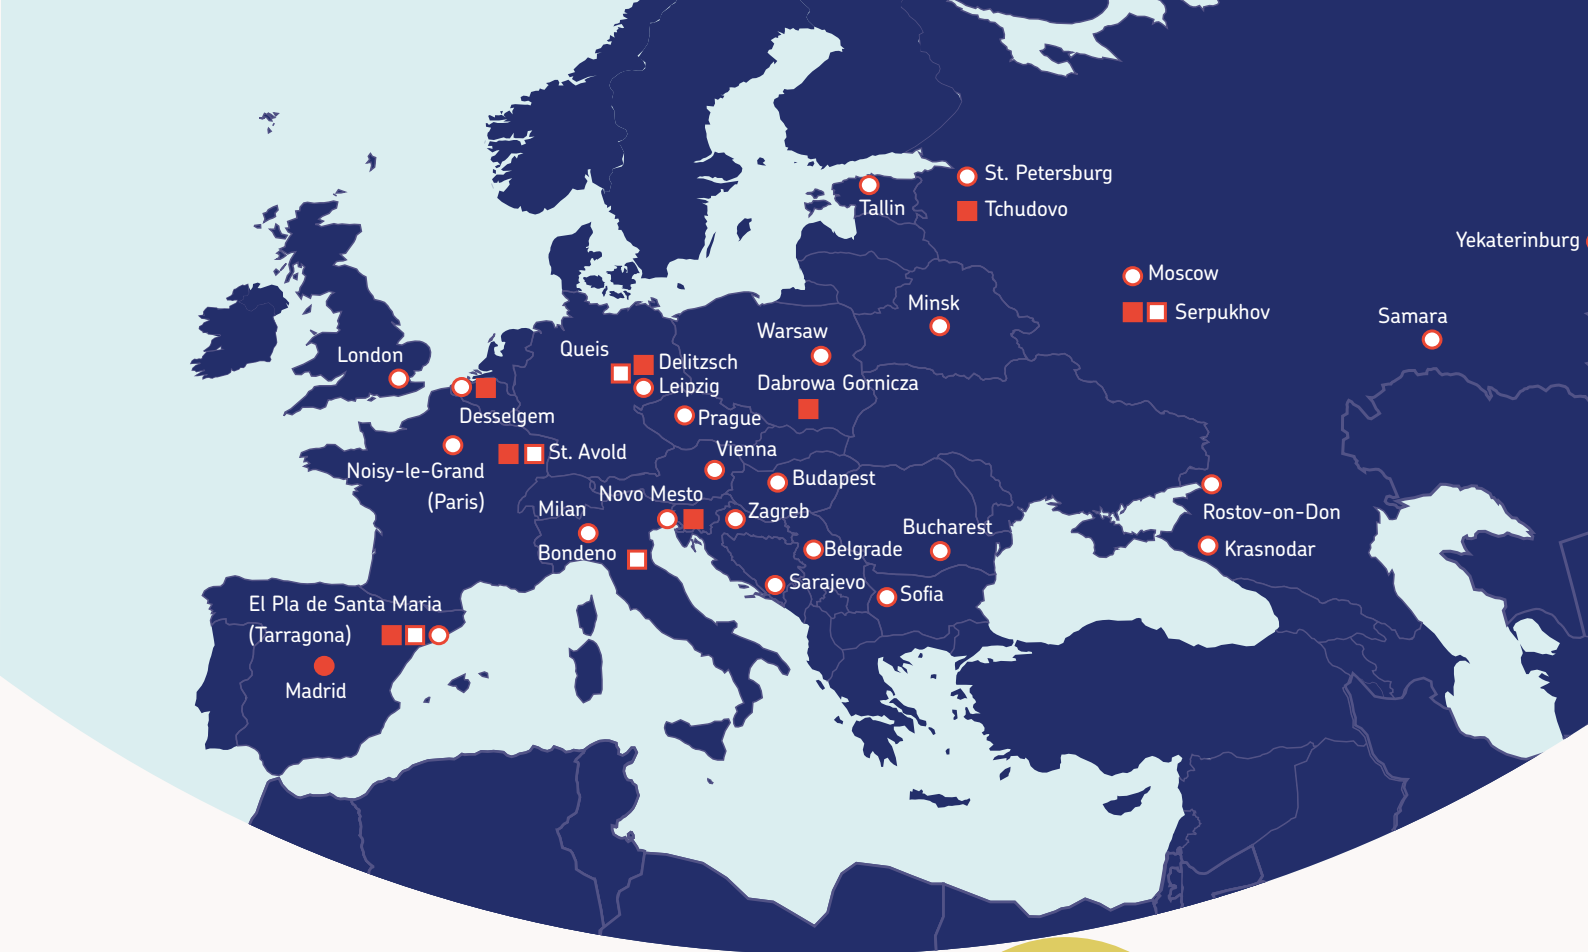 St. Petersburg
Tallin
Tchudovo
Yekaterinburg
Moscow
Minsk
Serpukhov
Samara
Warsaw
Queis
London
Delitzsch
Leipzig
Dabrowa Gornicza
Desselgem
Prague
Vienna
St. Avold
Noisy-le-Grand
(Paris)
Budapest
Novo Mesto
Milan
Zagreb
Rostov-on-Don
Bucharest
Bondeno
Belgrade
Krasnodar
Sarajevo
Sofia
El Pla de Santa Maria
(Tarragona)
Madrid